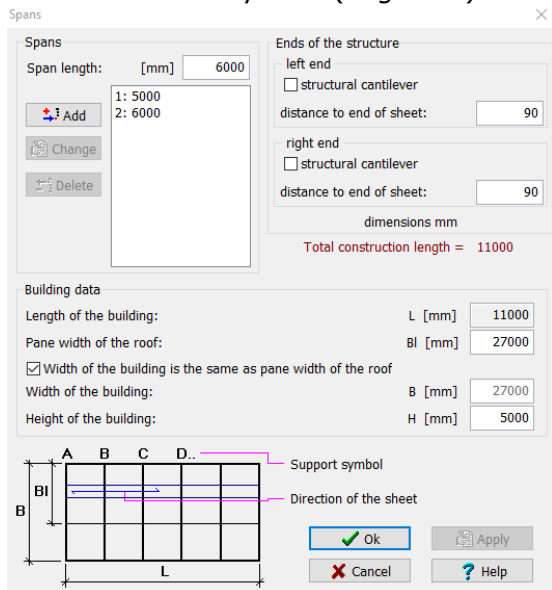 Spans
Spans
Span length: [mm] 6000
1: 5000
2: 6000
Add
Change
Delete
Ends of the structure
left end
structural cantilever
distance to end of sheet: 90
right end
structural cantilever
distance to end of sheet: 90
dimensions mm
Total construction length = 11000
Building data
Length of the building: L [mm] 11000
Pane width of the roof: Bl [mm] 27000
Width of the building is the same as pane width of the roof
Width of the building: B [mm] 27000
Height of the building: H [mm] 5000
A B C D..
Support symbol
Bl
Direction of the sheet
B
L
Ok
Apply
Cancel
? Help